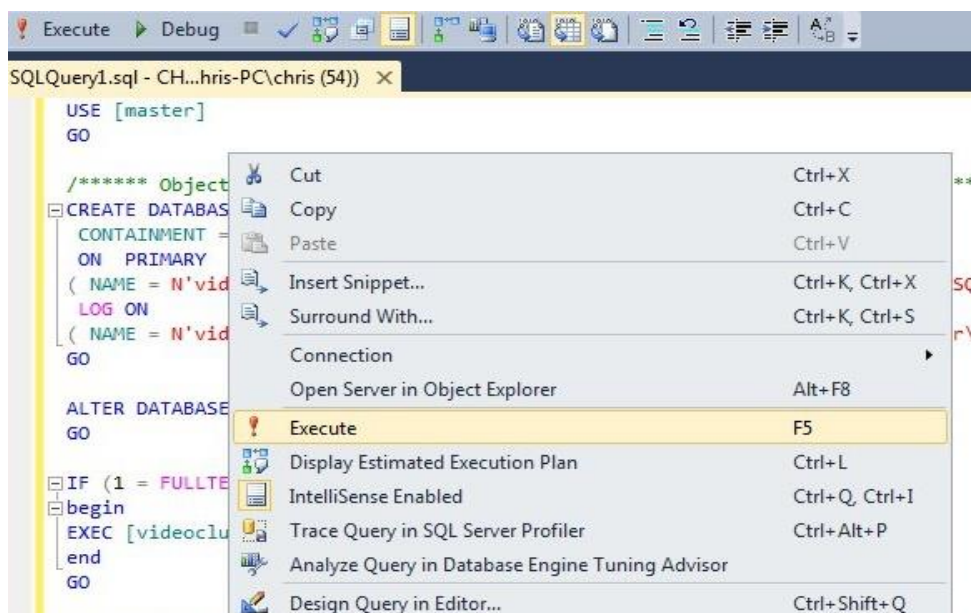 Execute Debug
SQLQuery1.sql - CH...hris-PC\chris (54))
USE [master]
GO
/****** Object
CREATE DATABAS
CONTAINMENT =
ON PRIMARY
( NAME = N'vid
LOG ON
( NAME = N'vid
GO
ALTER DATABASE
GO
IF (1 = FULLTE
begin
EXEC [videoclu
end
GO
Cut Ctrl+X
Copy Ctrl+C
Paste Ctrl+V
Insert Snippet... Ctrl+K, Ctrl+X
Surround With... Ctrl+K, Ctrl+S
Connection
Open Server in Object Explorer Alt+F8
Execute F5
Display Estimated Execution Plan Ctrl+L
IntelliSense Enabled Ctrl+Q, Ctrl+I
Trace Query in SQL Server Profiler Ctrl+Alt+P
Analyze Query in Database Engine Tuning Advisor
Design Query in Editor... Ctrl+Shift+Q
**
SQ
r\